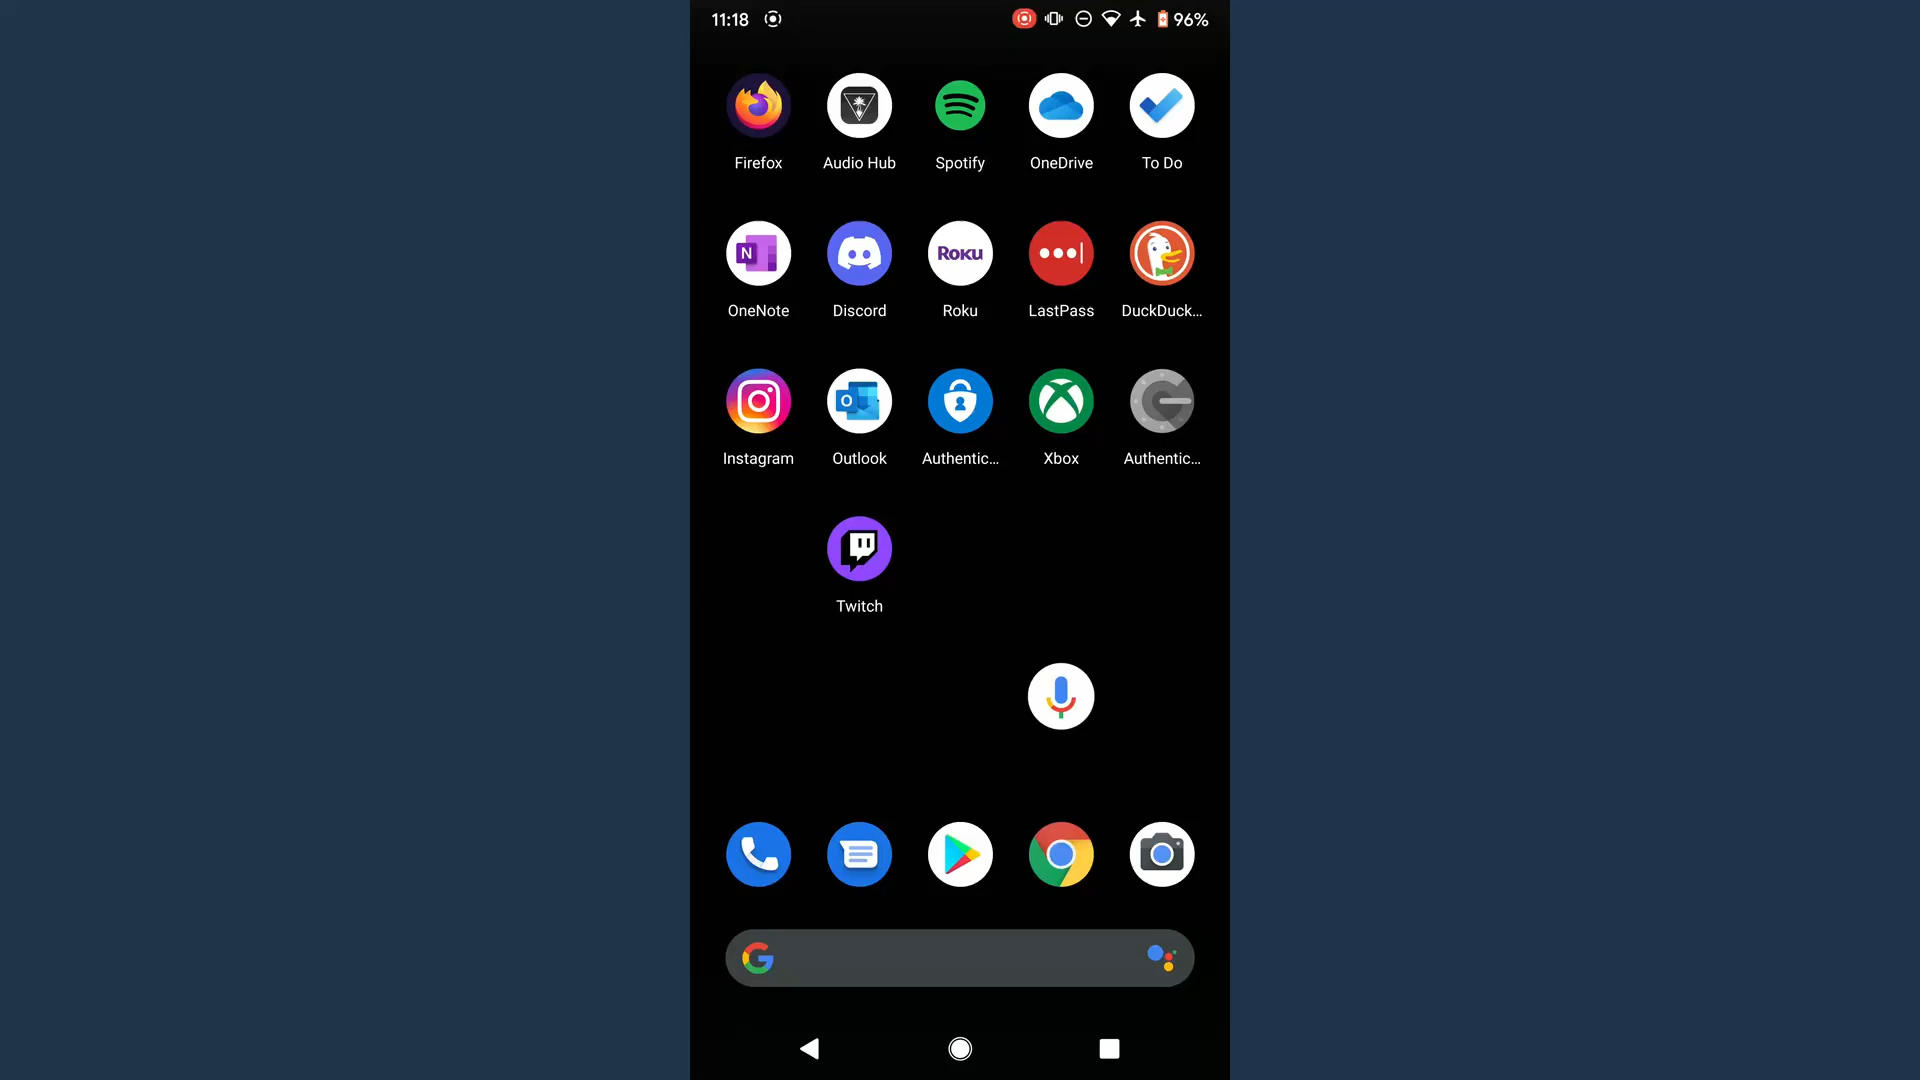 11:18 96%
Firefox Audio Hub Spotify OneDrive To Do
N
O
ROKU
OneNote Discord Roku LastPass DuckDuck...
Instagram Outlook Authentic... Xbox Authentic...
Twitch
G